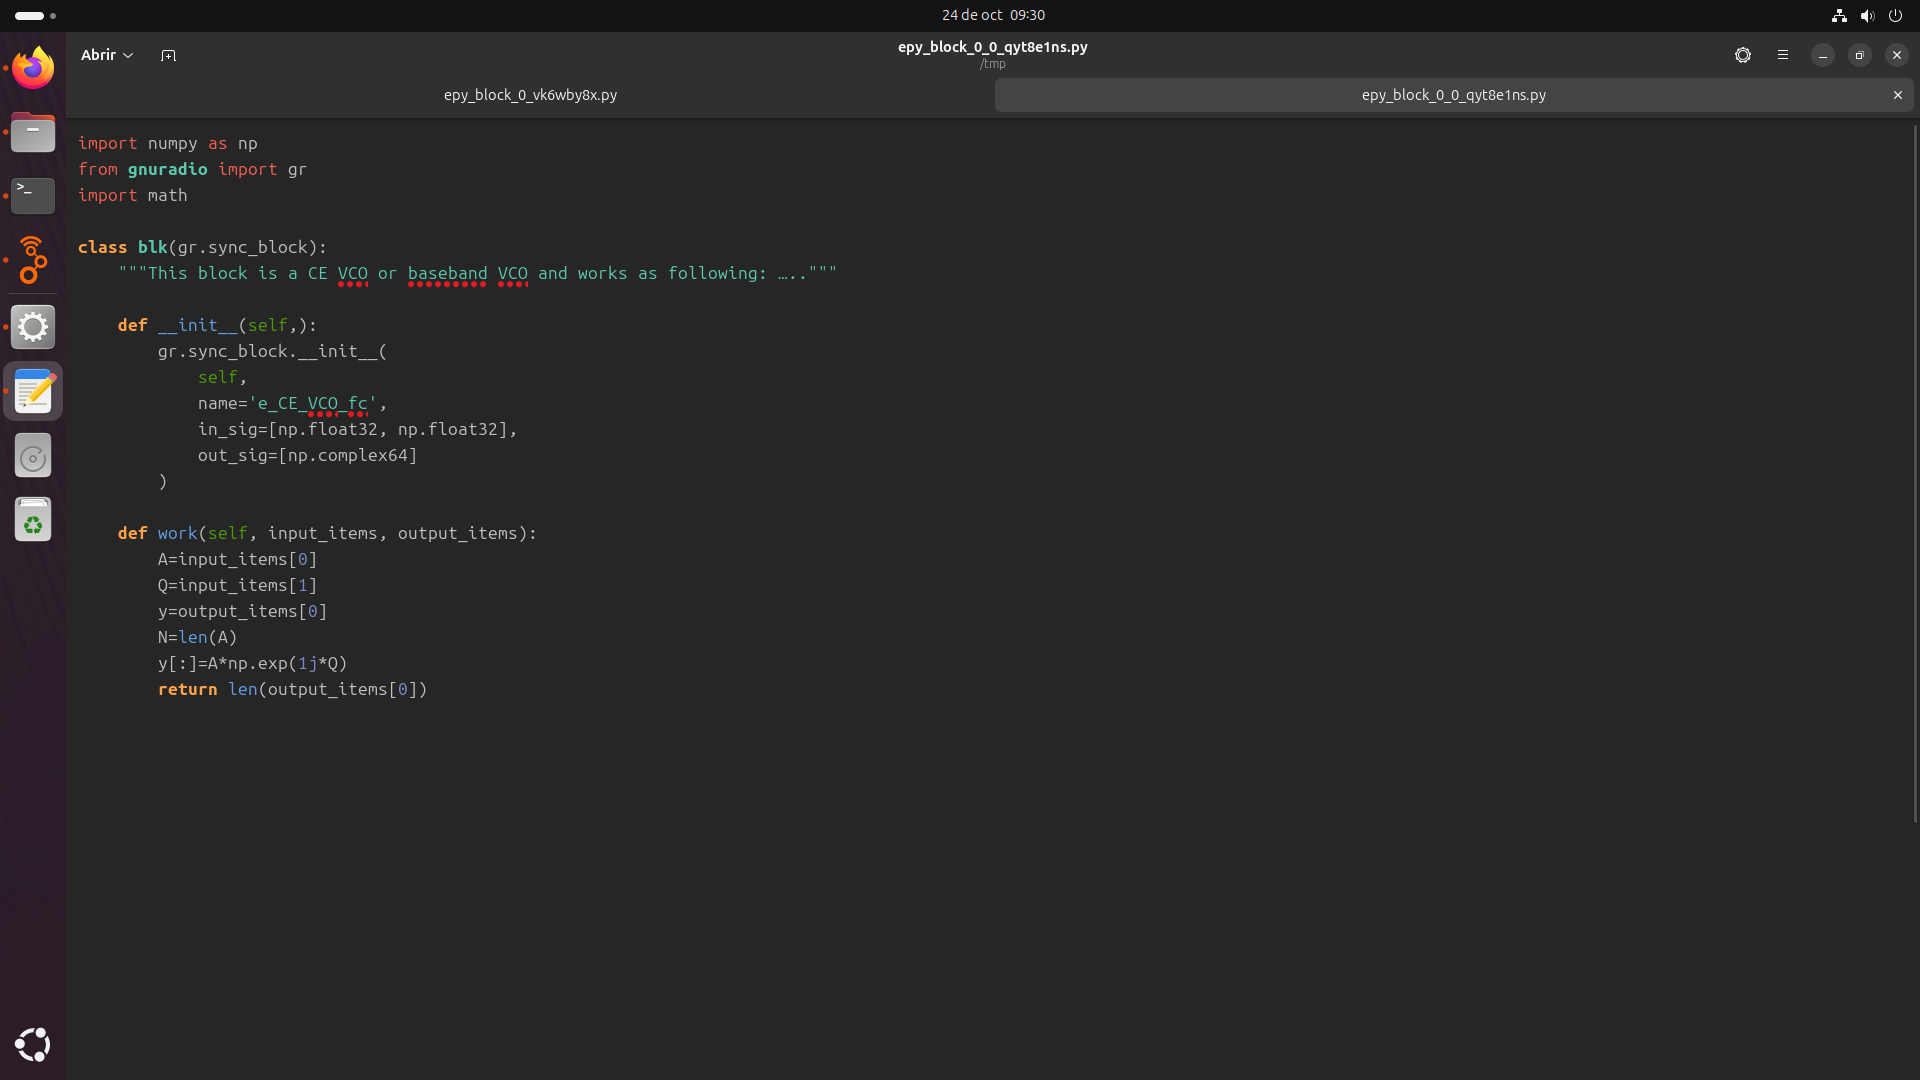 24 de oct 09:30
Abrir
epy_block_0_0_qyt8e1ns.py
/tmp
epy_block_0_vk6wby8x.py
epy_block_0_0_qyt8e1ns.py
import numpy as np
from gnuradio import gr
import math
class blk(gr.sync_block):
    """This block is a CE VCO or baseband VCO and works as following: ….."""
    def __init__(self,):
        gr.sync_block.__init__(
            self,
            name='e_CE_VCO_fc',
            in_sig=[np.float32, np.float32],
            out_sig=[np.complex64]
        )
    def work(self, input_items, output_items):
        A=input_items[0]
        Q=input_items[1]
        y=output_items[0]
        N=len(A)
        y[:]=A*np.exp(1j*Q)
        return len(output_items[0])